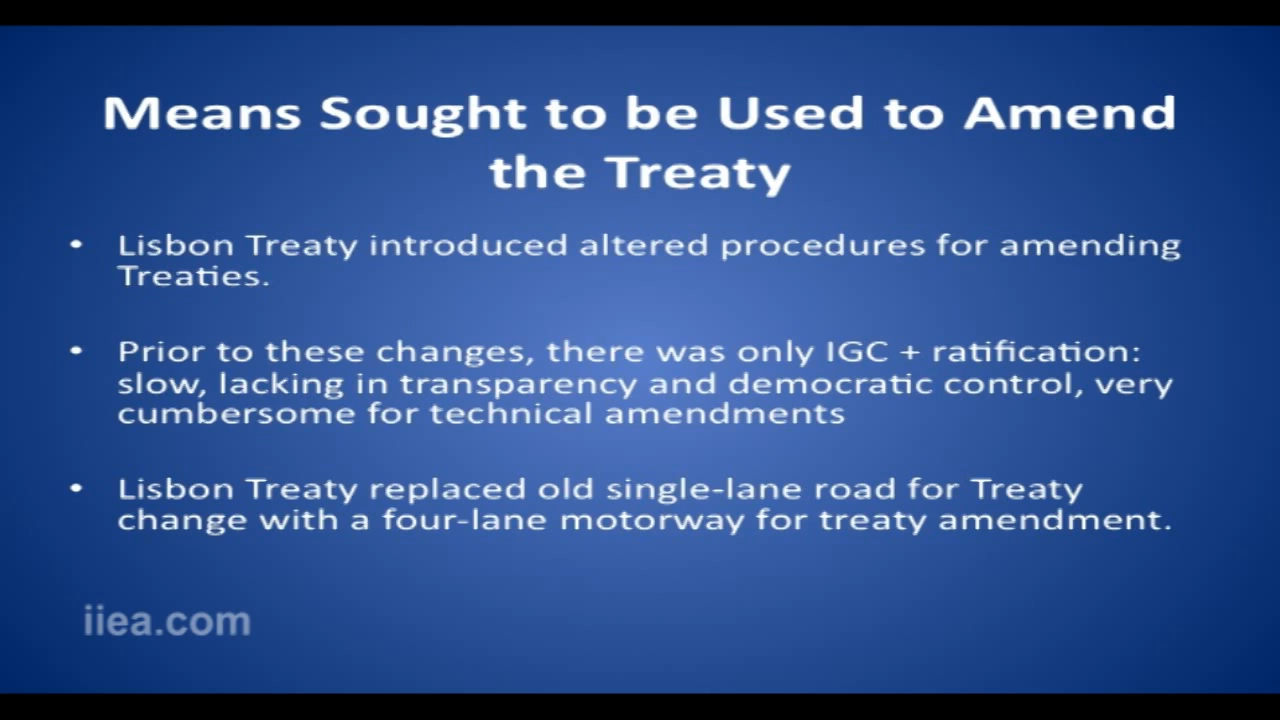 Means Sought to be Used to Amend
the Treaty
• Lisbon Treaty introduced altered procedures for amending
Treaties.
• Prior to these changes, there was only IGC + ratification:
slow, lacking in transparency and democratic control, very
cumbersome for technical amendments
• Lisbon Treaty replaced old single-lane road for Treaty
change with a four-lane motorway for treaty amendment.
iiea.com